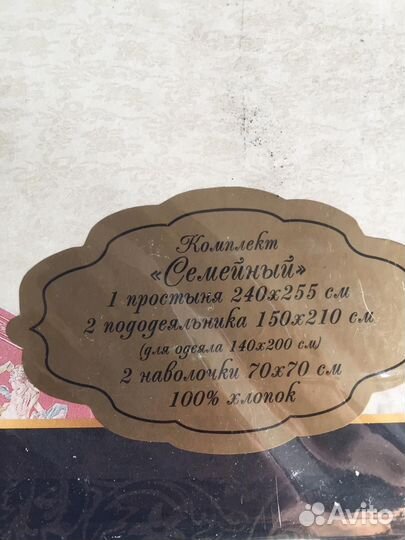 Комплект
«Семейный»
1 простыня 240х255 см
2 пододеяльника 150х210 см
(для одеяла 140х200 см)
2 наволочки 70х70 см
100% хлопок
Avito